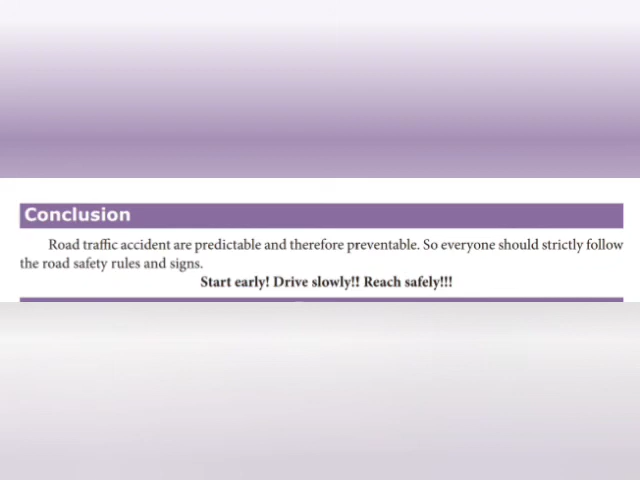 Conclusion
Road traffic accident are predictable and therefore preventable. So everyone should strictly follow
the road safety rules and signs.
Start early! Drive slowly!! Reach safely!!!